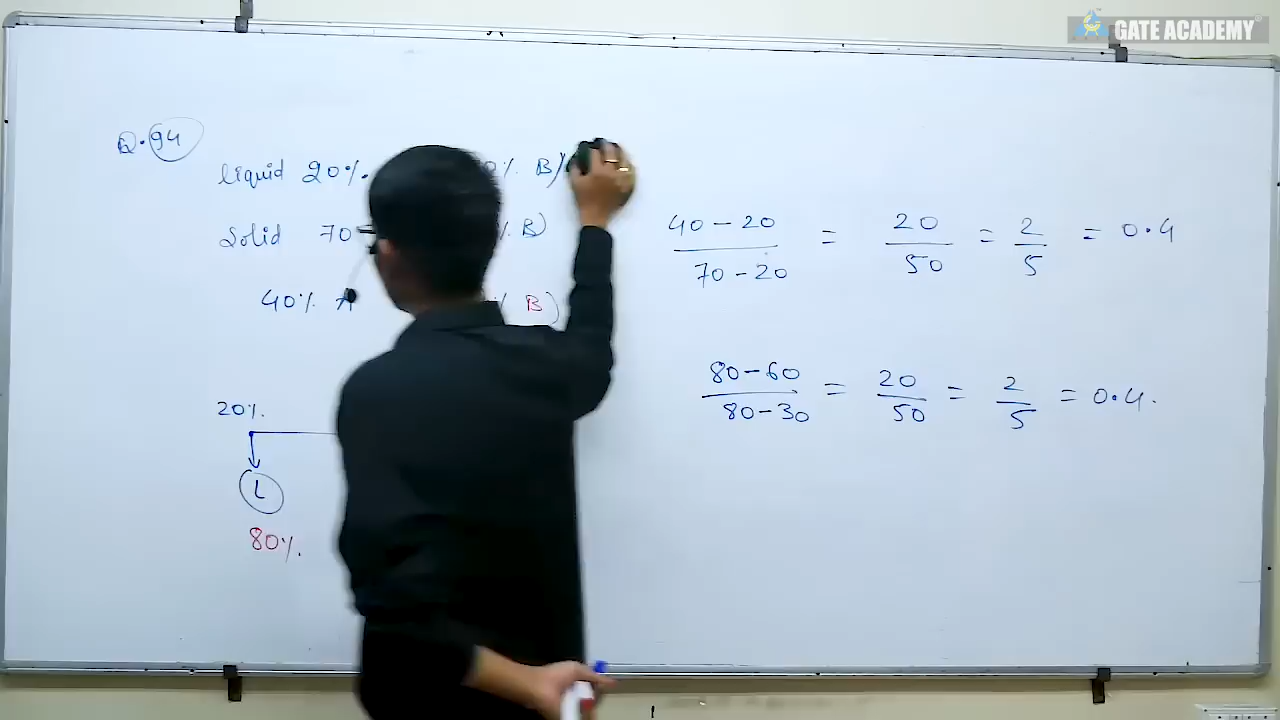 GATE ACADEMY
Q.94
liquid 20%. 0%. B)
Solid 70 %. B)
40%. A %. B)
40-20 / 70-20 = 20 / 50 = 2 / 5 = 0.4
80-60 / 80-30 = 20 / 50 = 2 / 5 = 0.4.
20%.
L
80%.